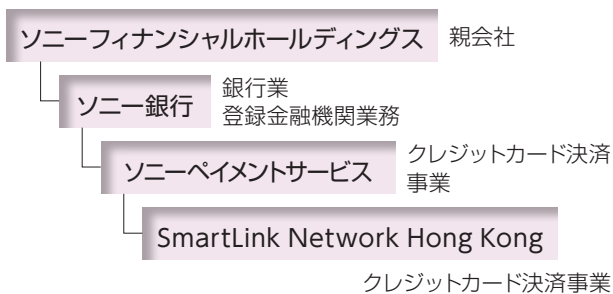 ソニーフィナンシャルホールディングス 親会社
ソニー銀行 銀行業
登録金融機関業務
ソニーペイメントサービス クレジットカード決済
事業
SmartLink Network Hong Kong
クレジットカード決済事業